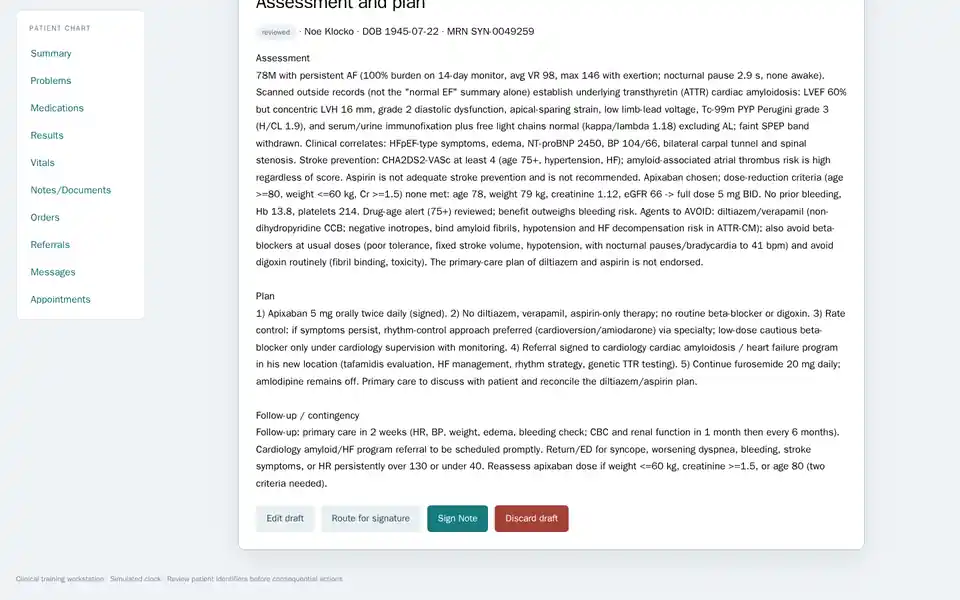 Assessment and plan
PATIENT CHART
Summary
Problems
Medications
Results
Vitals
Notes/Documents
Orders
Referrals
Messages
Appointments
reviewed · Noe Klocko · DOB 1945-07-22 · MRN SYN-0049259
Assessment
78M with persistent AF (100% burden on 14-day monitor, avg VR 98, max 146 with exertion; nocturnal pause 2.9 s, none awake).
Scanned outside records (not the "normal EF" summary alone) establish underlying transthyretin (ATTR) cardiac amyloidosis: LVEF 60%
but concentric LVH 16 mm, grade 2 diastolic dysfunction, apical-sparing strain, low limb-lead voltage, Tc-99m PYP Perugini grade 3
(H/CL 1.9), and serum/urine immunofixation plus free light chains normal (kappa/lambda 1.18) excluding AL; faint SPEP band
withdrawn. Clinical correlates: HFpEF-type symptoms, edema, NT-proBNP 2450, BP 104/66, bilateral carpal tunnel and spinal
stenosis. Stroke prevention: CHA2DS2-VASc at least 4 (age 75+, hypertension, HF); amyloid-associated atrial thrombus risk is high
regardless of score. Aspirin is not adequate stroke prevention and is not recommended. Apixaban chosen; dose-reduction criteria (age
>=80, weight <=60 kg, Cr >=1.5) none met: age 78, weight 79 kg, creatinine 1.12, eGFR 66 -> full dose 5 mg BID. No prior bleeding,
Hb 13.8, platelets 214. Drug-age alert (75+) reviewed; benefit outweighs bleeding risk. Agents to AVOID: diltiazem/verapamil (non-
dihydropyridine CCB; negative inotropes, bind amyloid fibrils, hypotension and HF decompensation risk in ATTR-CM); also avoid beta-
blockers at usual doses (poor tolerance, fixed stroke volume, hypotension, with nocturnal pauses/bradycardia to 41 bpm) and avoid
digoxin routinely (fibril binding, toxicity). The primary-care plan of diltiazem and aspirin is not endorsed.
Plan
1) Apixaban 5 mg orally twice daily (signed). 2) No diltiazem, verapamil, aspirin-only therapy; no routine beta-blocker or digoxin. 3) Rate
control: if symptoms persist, rhythm-control approach preferred (cardioversion/amiodarone) via specialty; low-dose cautious beta-
blocker only under cardiology supervision with monitoring. 4) Referral signed to cardiology cardiac amyloidosis / heart failure program
in his new location (tafamidis evaluation, HF management, rhythm strategy, genetic TTR testing). 5) Continue furosemide 20 mg daily;
amlodipine remains off. Primary care to discuss with patient and reconcile the diltiazem/aspirin plan.
Follow-up / contingency
Follow-up: primary care in 2 weeks (HR, BP, weight, edema, bleeding check; CBC and renal function in 1 month then every 6 months).
Cardiology amyloid/HF program referral to be scheduled promptly. Return/ED for syncope, worsening dyspnea, bleeding, stroke
symptoms, or HR persistently over 130 or under 40. Reassess apixaban dose if weight <=60 kg, creatinine >=1.5, or age 80 (two
criteria needed).
Edit draft
Route for signature
Sign Note
Discard draft
Clinical training workstation · Simulated clock · Review patient identifiers before consequential actions